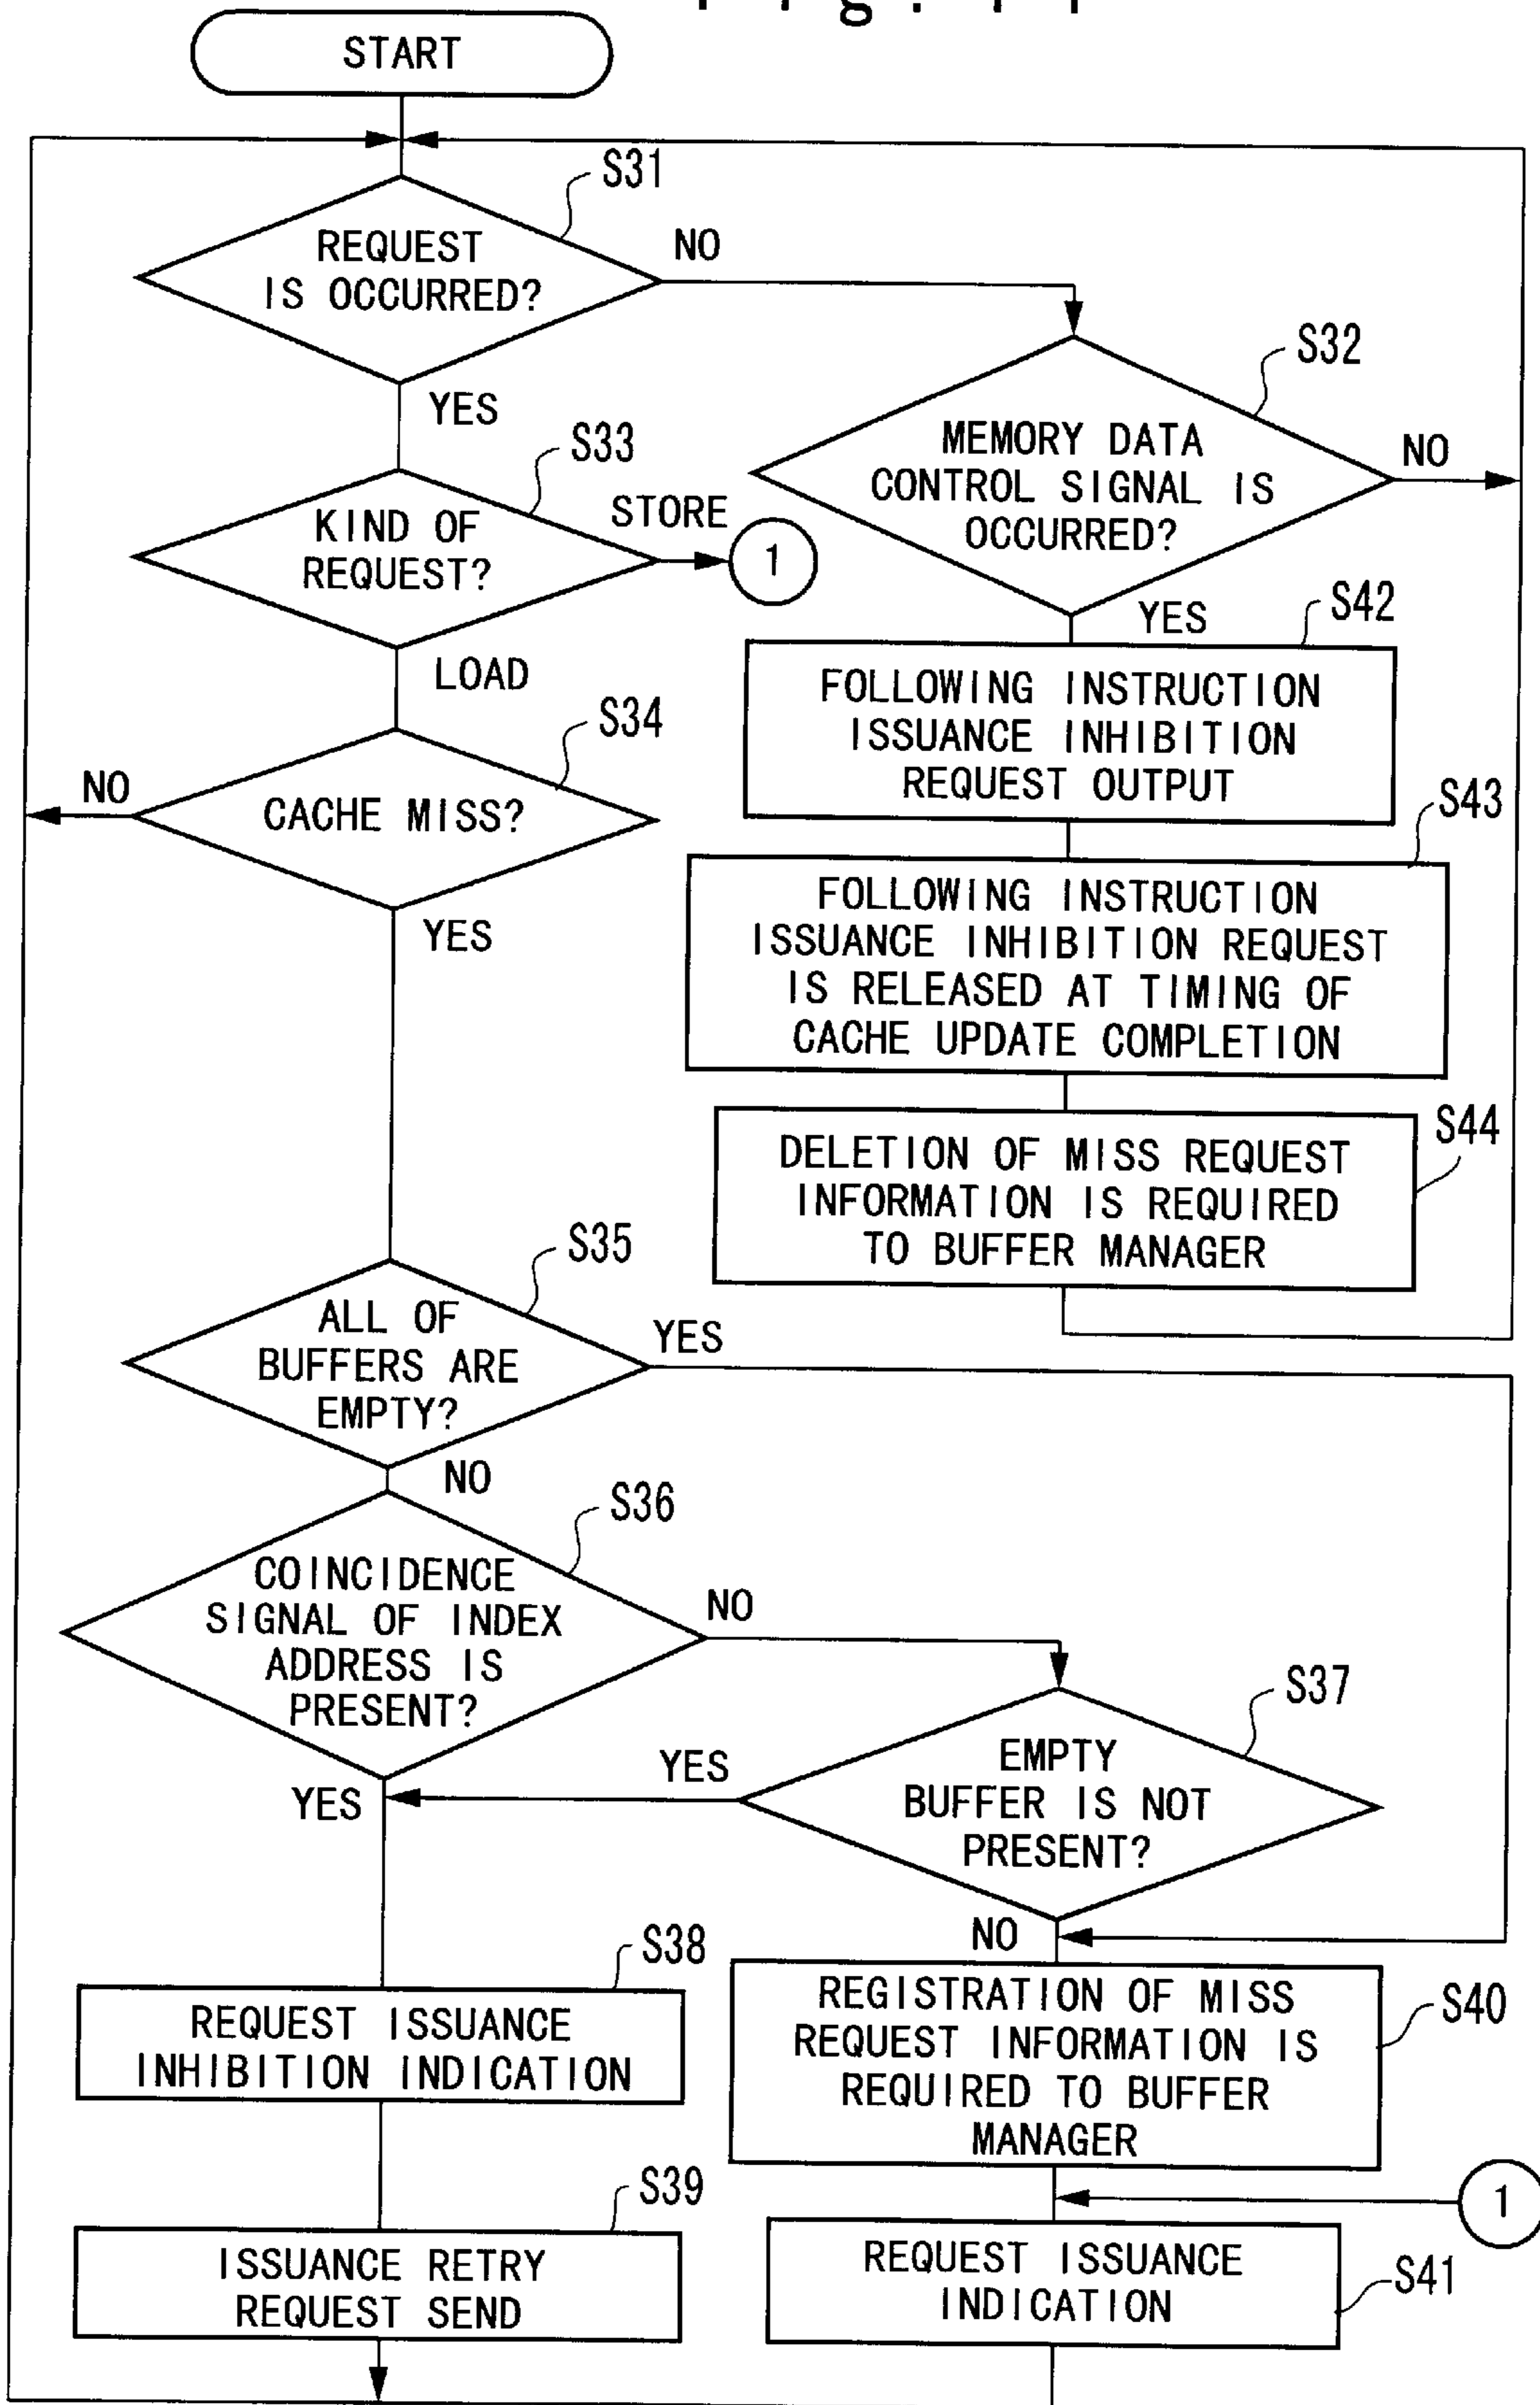 START
S31
REQUEST
IS OCCURRED?
NO
YES
S32
MEMORY DATA
CONTROL SIGNAL IS
OCCURRED?
NO
YES
S33
KIND OF
REQUEST?
STORE
1
LOAD
S34
CACHE MISS?
NO
YES
S42
FOLLOWING INSTRUCTION
ISSUANCE INHIBITION
REQUEST OUTPUT
S43
FOLLOWING INSTRUCTION
ISSUANCE INHIBITION REQUEST
IS RELEASED AT TIMING OF
CACHE UPDATE COMPLETION
S44
DELETION OF MISS REQUEST
INFORMATION IS REQUIRED
TO BUFFER MANAGER
S35
ALL OF
BUFFERS ARE
EMPTY?
YES
NO
S36
COINCIDENCE
SIGNAL OF INDEX
ADDRESS IS
PRESENT?
NO
YES
S37
EMPTY
BUFFER IS NOT
PRESENT?
YES
NO
S38
REQUEST ISSUANCE
INHIBITION INDICATION
S40
REGISTRATION OF MISS
REQUEST INFORMATION IS
REQUIRED TO BUFFER
MANAGER
S39
ISSUANCE RETRY
REQUEST SEND
1
S41
REQUEST ISSUANCE
INDICATION